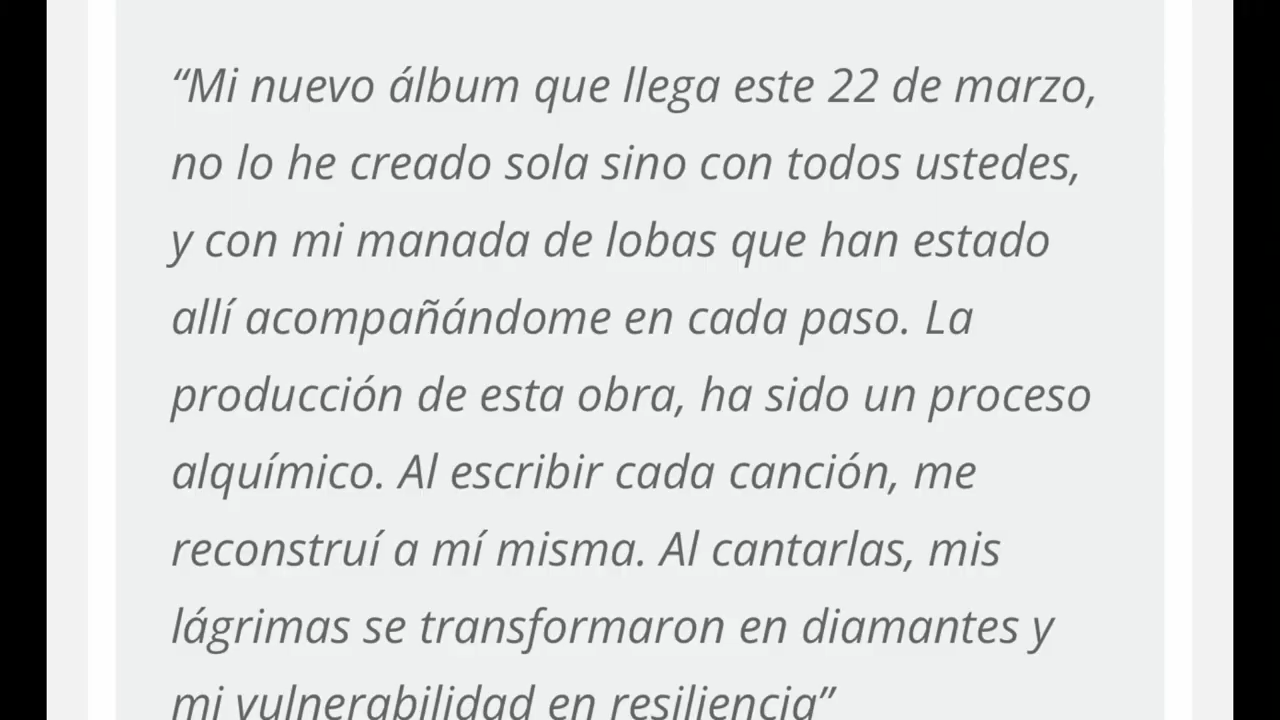 “Mi nuevo álbum que llega este 22 de marzo,
no lo he creado sola sino con todos ustedes,
y con mi manada de lobas que han estado
allí acompañándome en cada paso. La
producción de esta obra, ha sido un proceso
alquímico. Al escribir cada canción, me
reconstruí a mí misma. Al cantarlas, mis
lágrimas se transformaron en diamantes y
mi vulnerabilidad en resiliencia”